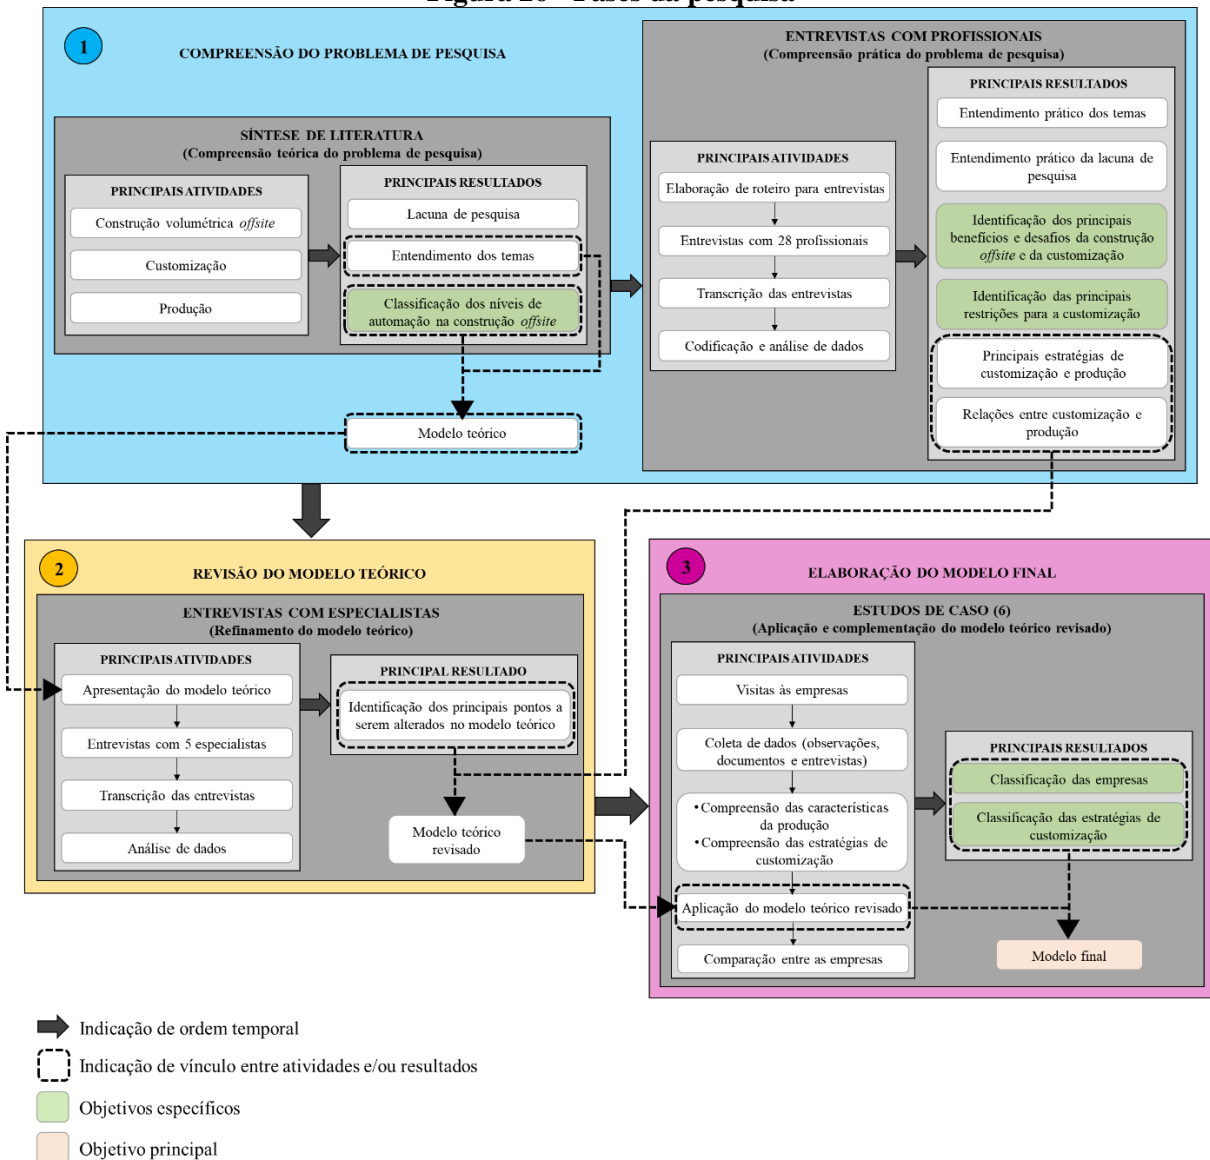 1
COMPREENSÃO DO PROBLEMA DE PESQUISA
SÍNTESE DE LITERATURA
(Compreensão teórica do problema de pesquisa)
PRINCIPAIS ATIVIDADES
Construção volumétrica offsite
Customização
Produção
PRINCIPAIS RESULTADOS
Lacuna de pesquisa
Entendimento dos temas
Classificação dos níveis de
automação na construção offsite
Modelo teórico
ENTREVISTAS COM PROFISSIONAIS
(Compreensão prática do problema de pesquisa)
PRINCIPAIS ATIVIDADES
Elaboração de roteiro para entrevistas
Entrevistas com 28 profissionais
Transcrição das entrevistas
Codificação e análise de dados
PRINCIPAIS RESULTADOS
Entendimento prático dos temas
Entendimento prático da lacuna de
pesquisa
Identificação dos principais
benefícios e desafios da construção
offsite e da customização
Identificação das principais
restrições para a customização
Principais estratégias de
customização e produção
Relações entre customização e
produção
2
REVISÃO DO MODELO TEÓRICO
ENTREVISTAS COM ESPECIALISTAS
(Refinamento do modelo teórico)
PRINCIPAIS ATIVIDADES
Apresentação do modelo teórico
Entrevistas com 5 especialistas
Transcrição das entrevistas
Análise de dados
PRINCIPAL RESULTADO
Identificação dos principais pontos a
serem alterados no modelo teórico
Modelo teórico
revisado
3
ELABORAÇÃO DO MODELO FINAL
ESTUDOS DE CASO (6)
(Aplicação e complementação do modelo teórico revisado)
PRINCIPAIS ATIVIDADES
Visitas às empresas
Coleta de dados (observações,
documentos e entrevistas)
• Compreensão das características
da produção
• Compreensão das estratégias de
customização
Aplicação do modelo teórico revisado
Comparação entre as empresas
PRINCIPAIS RESULTADOS
Classificação das empresas
Classificação das estratégias de
customização
Modelo final
Indicação de ordem temporal
Indicação de vínculo entre atividades e/ou resultados
Objetivos específicos
Objetivo principal